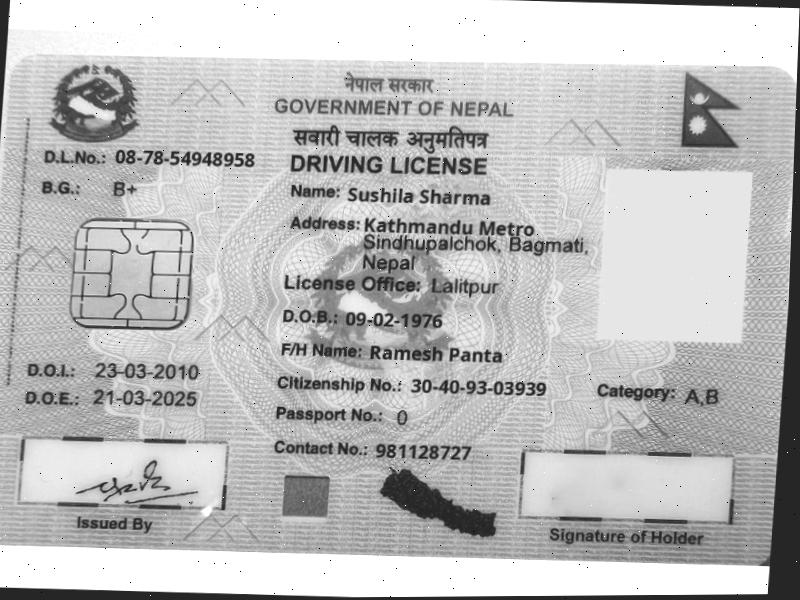 नेपाल सरकार
GOVERNMENT OF NEPAL
सवारी चालक अनुमतिपत्र
DRIVING LICENSE
D.L.No.: 08-78-54948958
B.G.: B+
Name: Sushila Sharma
Address: Kathmandu Metro
Sindhupalchok, Bagmati,
Nepal
License Office: Lalitpur
D.O.B.: 09-02-1976
F/H Name: Ramesh Panta
D.O.I.: 23-03-2010
Citizenship No.: 30-40-93-03939
Category: A,B
D.O.E.: 21-03-2025
Passport No.: 0
Contact No.: 981128727
Issued By
Signature of Holder